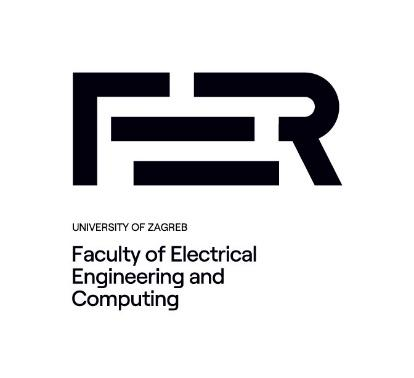 FER
UNIVERSITY OF ZAGREB
Faculty of Electrical
Engineering and
Computing